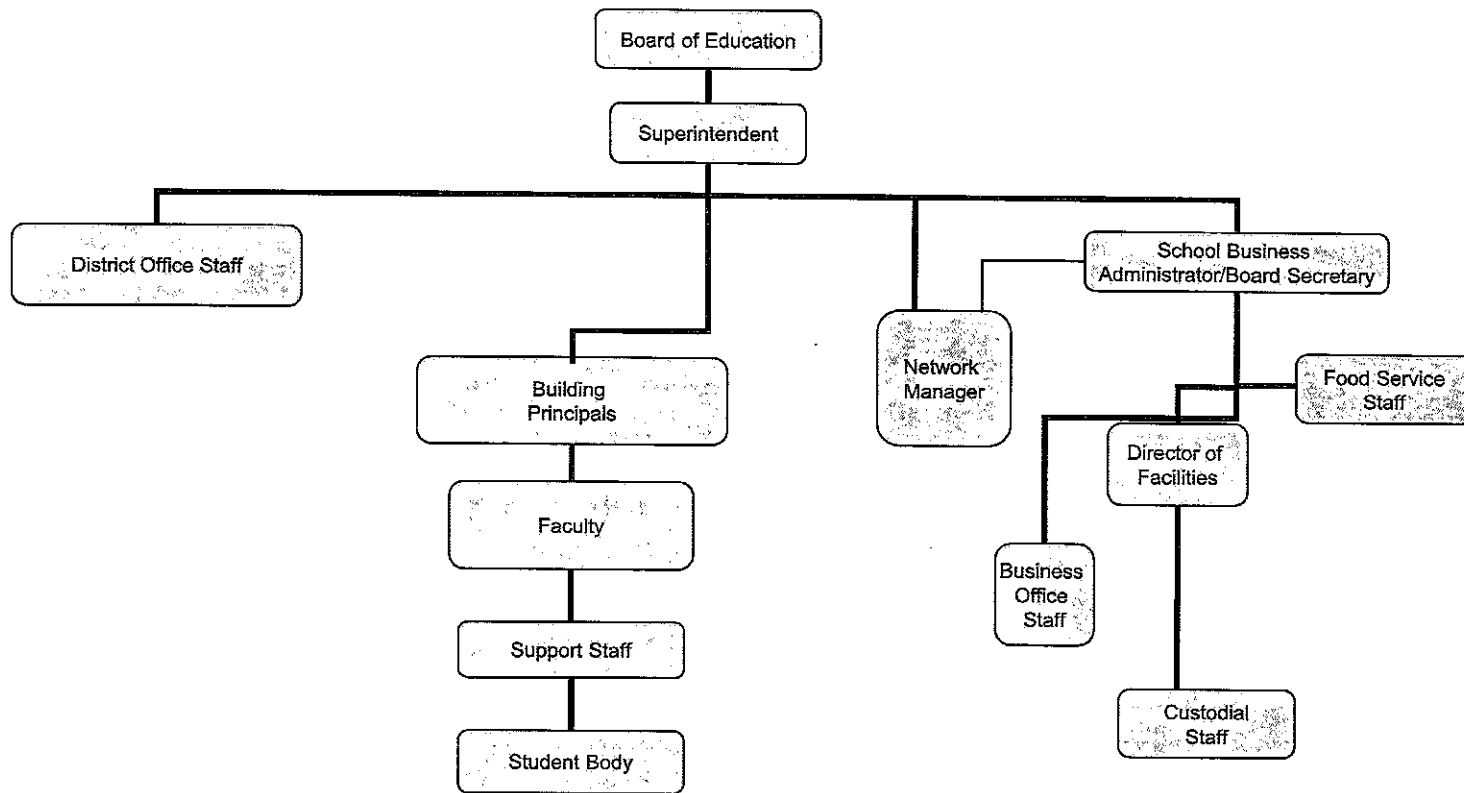 Board of Education
Superintendent
District Office Staff
School Business
Administrator/Board Secretary
Building
Principals
Network
Manager
Food Service
Staff
Director of
Facilities
Faculty
Business
Office
Staff
Support Staff
Custodial
Staff
Student Body